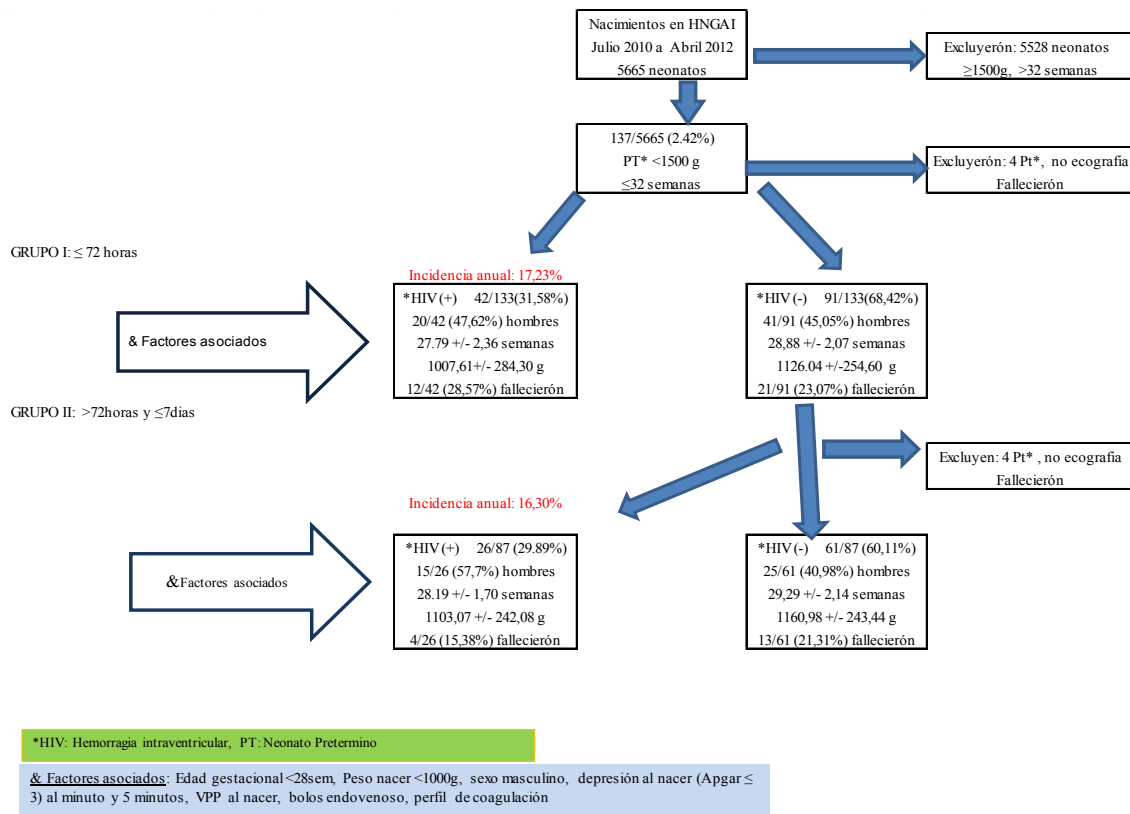 Nacimientos en HNGAI
Julio 2010 a Abril 2012
5665 neonatos
Excluyerón: 5528 neonatos
≥1500g, >32 semanas
137/5665 (2.42%)
PT* <1500 g
≤32 semanas
Excluyerón: 4 Pt*, no ecografia
Fallecierón
GRUPO I: ≤ 72 horas
Incidencia anual: 17,23%
& Factores asociados
*HIV (+) 42/133(31,58%)
20/42 (47,62%) hombres
27.79 +/- 2,36 semanas
1007,61+/- 284,30 g
12/42 (28,57%) fallecierón
*HIV (-) 91/133(68,42%)
41/91 (45,05%) hombres
28,88 +/- 2,07 semanas
1126.04 +/-254,60 g
21/91 (23,07%) fallecierón
GRUPO II: >72horas y ≤7dias
Excluyen: 4 Pt* , no ecografia
Fallecierón
Incidencia anual: 16,30%
&Factores asociados
*HIV (+) 26/87 (29.89%)
15/26 (57,7%) hombres
28.19 +/- 1,70 semanas
1103,07 +/- 242,08 g
4/26 (15,38%) fallecierón
*HIV (-) 61/87 (60,11%)
25/61 (40,98%) hombres
29,29 +/- 2,14 semanas
1160,98 +/- 243,44 g
13/61 (21,31%) fallecierón
*HIV: Hemorragia intraventricular, PT: Neonato Pretermino
& Factores asociados: Edad gestacional <28sem, Peso nacer <1000g, sexo masculino, depresión al nacer (Apgar ≤
3) al minuto y 5 minutos, VPP al nacer, bolos endovenoso, perfil de coagulación